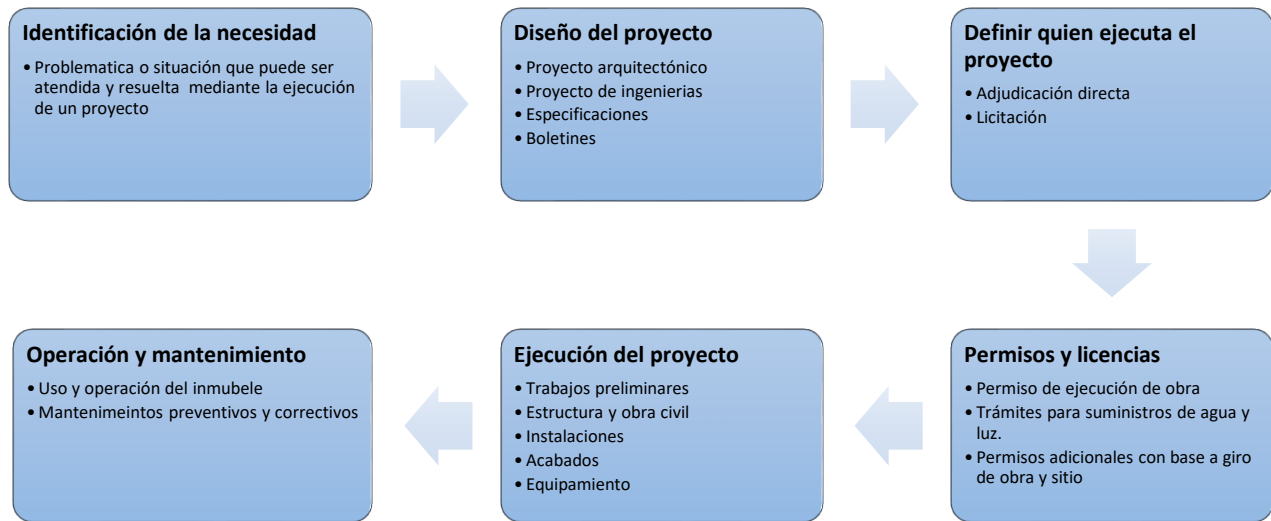 Identificación de la necesidad
• Problematica o situación que puede ser
atendida y resuelta mediante la ejecución
de un proyecto
Diseño del proyecto
• Proyecto arquitectónico
• Proyecto de ingenierias
• Especificaciones
• Boletines
Definir quien ejecuta el
proyecto
• Adjudicación directa
• Licitación
Permisos y licencias
• Permiso de ejecución de obra
• Trámites para suministros de agua y
luz.
• Permisos adicionales con base a giro
de obra y sitio
Ejecución del proyecto
• Trabajos preliminares
• Estructura y obra civil
• Instalaciones
• Acabados
• Equipamiento
Operación y mantenimiento
• Uso y operación del inmubele
• Mantenimeintos preventivos y correctivos